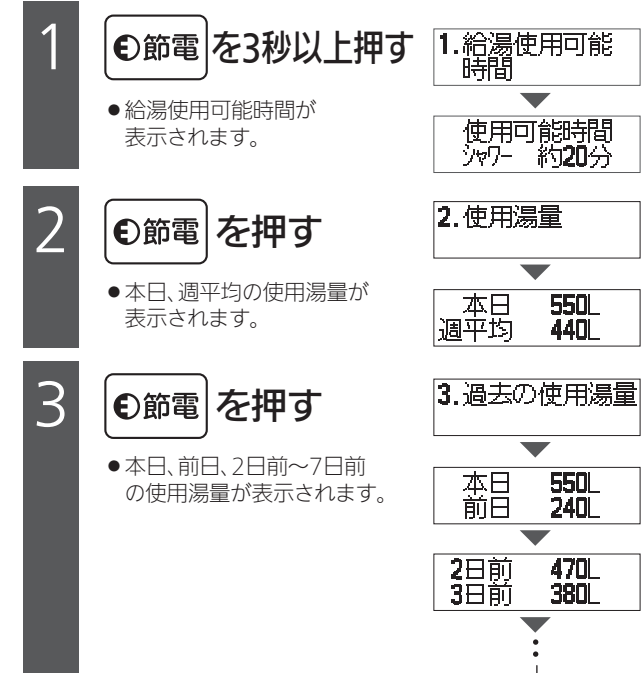 1
節電 を3秒以上押す
●給湯使用可能時間が
表示されます。
1.給湯使用可能
時間
使用可能時間
シャワー 約20分
2
節電 を押す
●本日、週平均の使用湯量が
表示されます。
2.使用湯量
本日 550L
週平均 440L
3
節電 を押す
●本日、前日、2日前～7日前
の使用湯量が表示されます。
3.過去の使用湯量
本日 550L
前日 240L
2日前 470L
3日前 380L